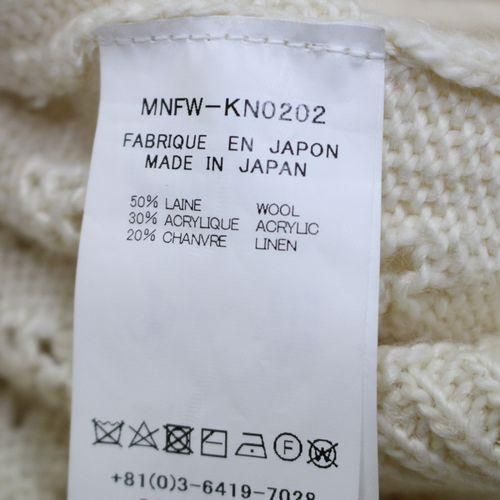 MNFW-KN0202
FABRIQUE EN JAPON
MADE IN JAPAN
50% LAINE WOOL
30% ACRYLIQUE ACRYLIC
20% CHANVRE LINEN
F W
+81(0)3-6419-7028